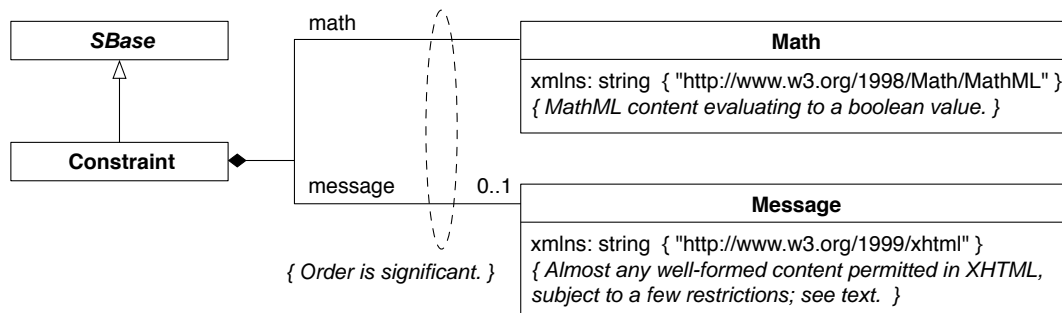 math
SBase
Math
xmlns: string { "http://www.w3.org/1998/Math/MathML" }
{ MathML content evaluating to a boolean value. }
Constraint
message 0..1
Message
xmlns: string { "http://www.w3.org/1999/xhtml" }
{ Order is significant. }
{ Almost any well-formed content permitted in XHTML,
subject to a few restrictions; see text. }